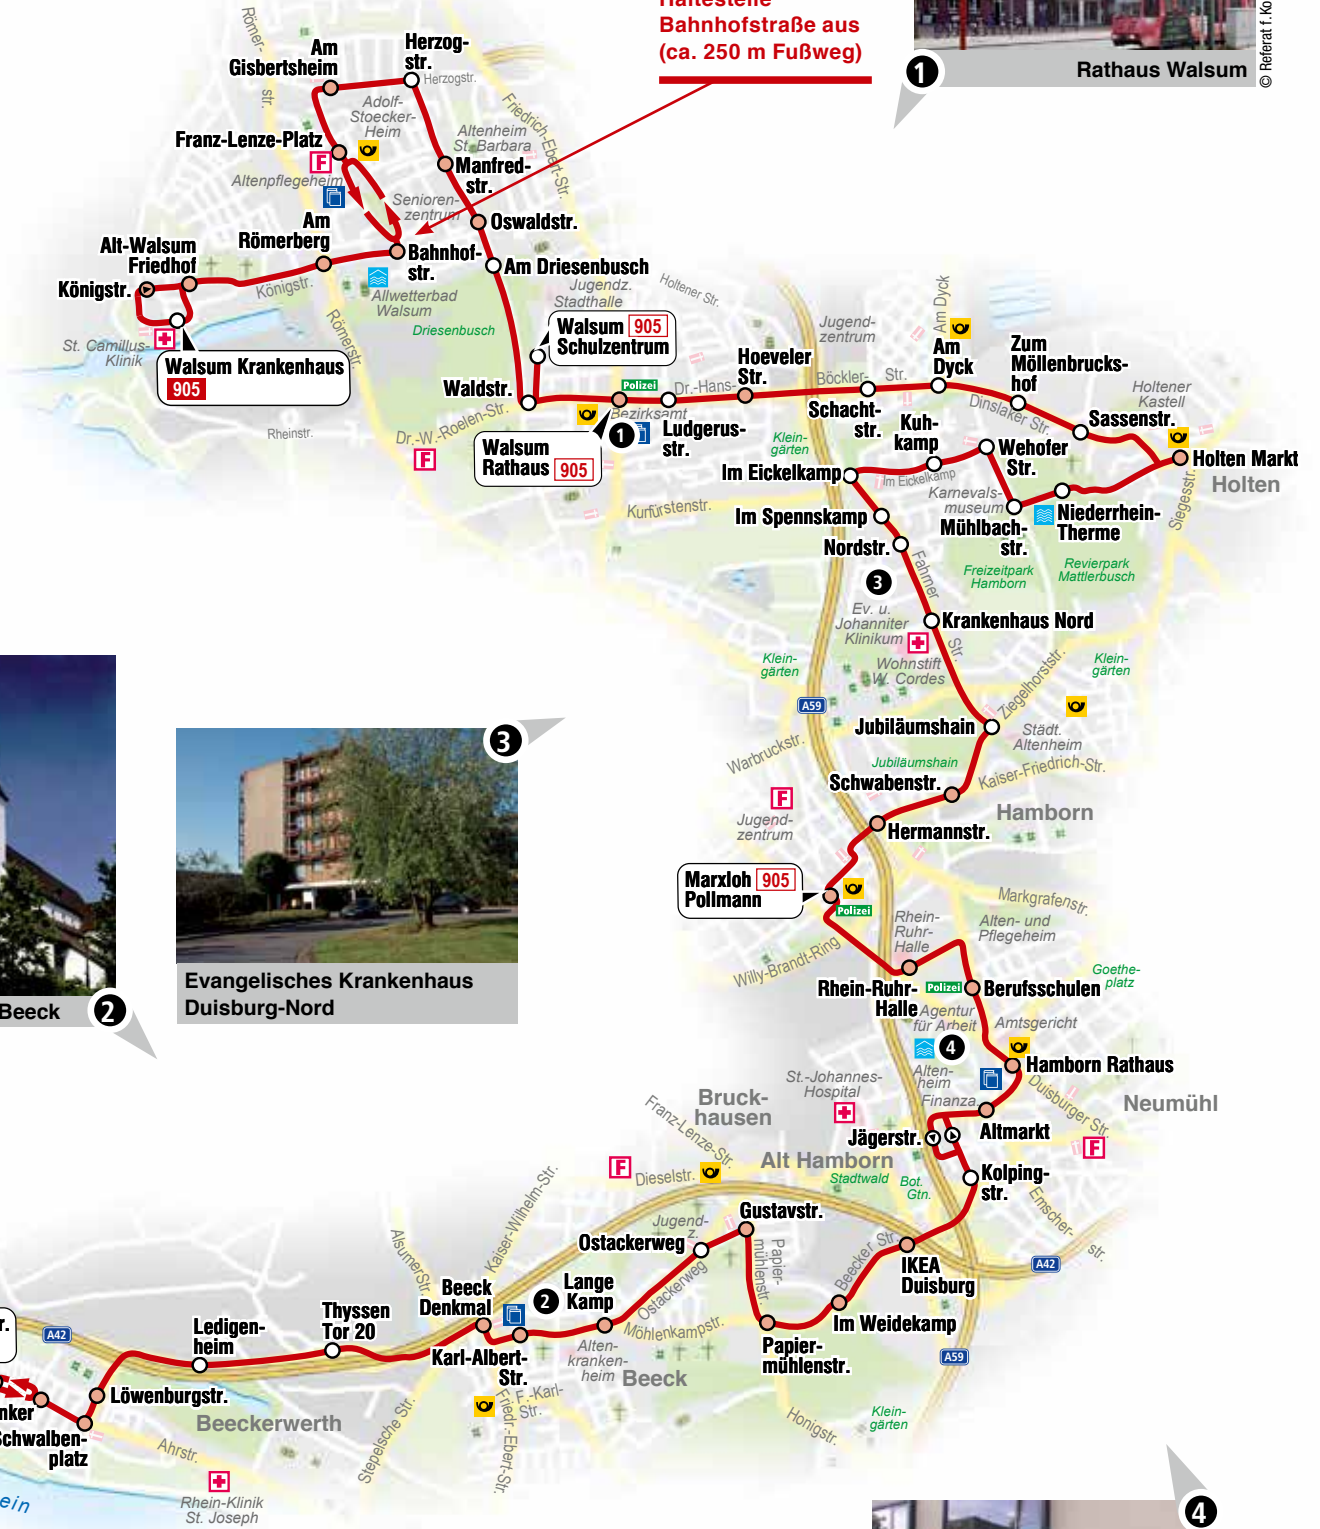 Haltestelle
Bahnhofstraße aus
(ca. 250 m Fußweg)
1
Rathaus Walsum
© Referat f. Ko
Römer-
str.
Am
Gisbertsheim
Herzog-
str.
Herzogstr.
Adolf-
Stoecker-
Heim
Friedrich-Ebert-Str.
Franz-Lenze-Platz
F
Altenheim
St. Barbara
Manfred-
str.
Altenpflegeheim
Senioren-
zentrum
Oswaldstr.
Am
Römerberg
Alt-Walsum
Friedhof
Bahnhof-
str.
Am Driesenbusch
Königstr.
Königstr.
Allwetterbad
Walsum
Jugendz.
Stadthalle
Holtener Str.
Römerstr.
Driesenbusch
St. Camillus-
Klinik
Walsum Krankenhaus
905
Walsum 905
Schulzentrum
Jugend-
zentrum
Am Dyck
Am
Dyck
Zum
Möllenbrucks-
hof
Hoeveler
Str.
Waldstr.
Polizei
Dr.-Hans-
Böckler-
Str.
Holtener
Kastell
Rheinstr.
Dr.-W.-Roelen-Str.
Bezirksamt
1
Ludgerus-
str.
Schacht-
str.
Kuh-
kamp
Dinslake
Str.
Sassenstr.
F
Walsum
Rathaus 905
Klein-
gärten
Wehofer
Str.
Holten Markt
Holten
Im Eickelkamp
Im Eickelkamp
Karnevals-
museum
Siegesstr.
Kurfürstenstr.
Im Spennskamp
Mühlbach-
str.
Niederrhein-
Therme
Nordstr.
Fahrner
Str.
Freizeitpark
Hamborn
Revierpark
Mattlerbusch
3
Ev. u.
Johanniter
Klinikum
Krankenhaus Nord
Klein-
gärten
Wohnstift
W. Cordes
Ziegelhorststr.
Klein-
gärten
A59
Jubiläumshain
Städt.
Altenheim
Warbruckstr.
Jubiläumshain
Schwabenstr.
Kaiser-Friedrich-Str.
F
Jugend-
zentrum
Hamborn
Hermannstr.
3
Evangelisches Krankenhaus
Duisburg-Nord
Beeck
2
Marxloh 905
Pollmann
Polizei
Markgrafenstr.
Rhein-
Ruhr-
Halle
Alten- und
Pflegeheim
Willy-Brandt-Ring
Goethe-
platz
Rhein-Ruhr-
Halle
Polizei
Berufsschulen
Agentur
für Arbeit
Amtsgericht
4
Hamborn Rathaus
Alten-
heim
St.-Johannes-
Hospital
Finanza.
Duisburger Str.
Neumühl
Bruck-
hausen
Altmarkt
F
Franz-Lenze-Str.
Jägerstr.
Alt Hamborn
Kolping-
str.
F
Dieselstr.
Stadtwald
Bot.
Gtn.
Emscher-
str.
Kaiser-Wilhelm-Str.
Alsumer Str.
Gustavstr.
Jugend-
z.
Ostackerweg
Papier-
mühlenstr.
Beecker Str.
IKEA
Duisburg
A42
Ostackerweg
Beeck
Denkmal
2
Lange
Kamp
Im Weidekamp
Möhlenkampstr.
Papier-
mühlenstr.
A59
r.
A42
Ledigen-
heim
Thyssen
Tor 20
Karl-Albert-
Str.
Alten-
kranken-
heim
Beeck
F.-Karl-
Str.
Friedr.-Ebert-Str.
Löwenburgstr.
nker
Schwalben-
platz
Beeckerwerth
Stepelsche Str.
Honigstr.
Klein-
gärten
Ahrstr.
Rhein-Klinik
St. Joseph
ein
4